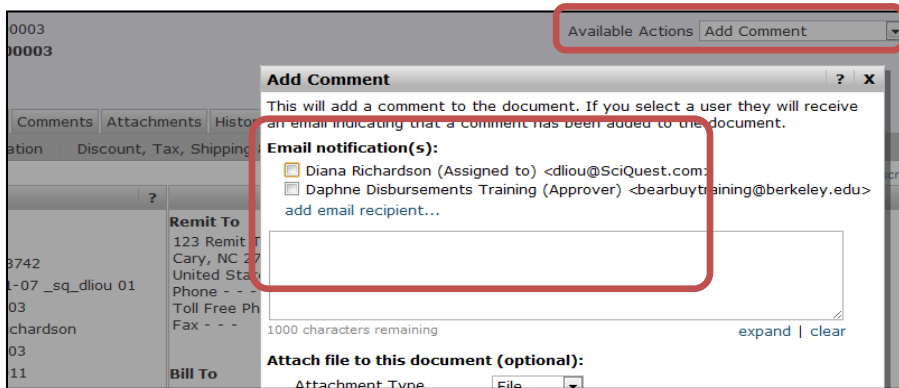 0003
Available Actions Add Comment
0003
Add Comment ? X
This will add a comment to the document. If you select a user they will receive
an email indicating that a comment has been added to the document.
Comments Attachments Histor
ation Discount, Tax, Shipping
Email notification(s):
Diana Richardson (Assigned to) <dliou@SciQuest.com>
Daphne Disbursements Training (Approver) <bearbuytraining@berkeley.edu>
add email recipient...
?
Remit To
123 Remit T
Cary, NC 27
United State
Phone - - -
Toll Free Ph
Fax - - -
3742
1-07 _sq_dliou 01
03
chardson
03
11
Bill To
1000 characters remaining
expand | clear
Attach file to this document (optional):
Attachment Type File